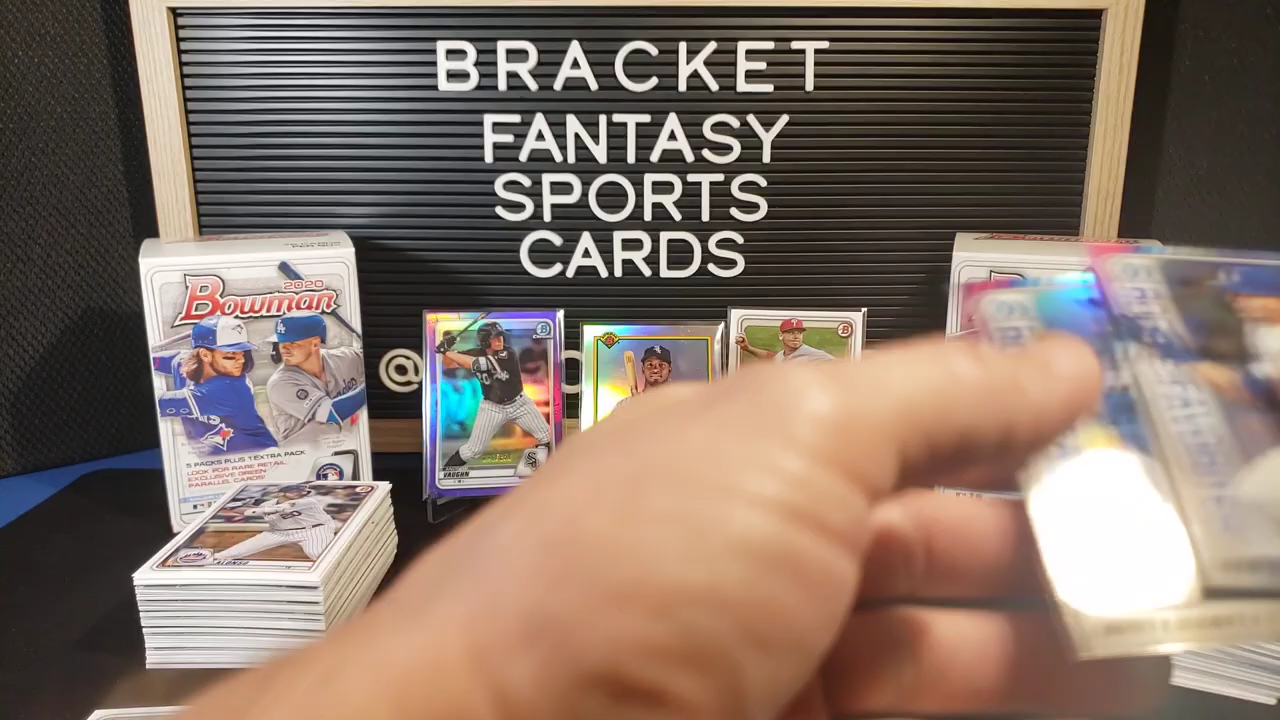 BRACKET
FANTASY
SPORTS
CARDS
@
2020
Bowman
5 PACKS PLUS 1 EXTRA PACK
LOOK FOR RARE RETAIL
EXCLUSIVE GREEN
PARALLEL CARDS!
VAUGHN
ALONSO